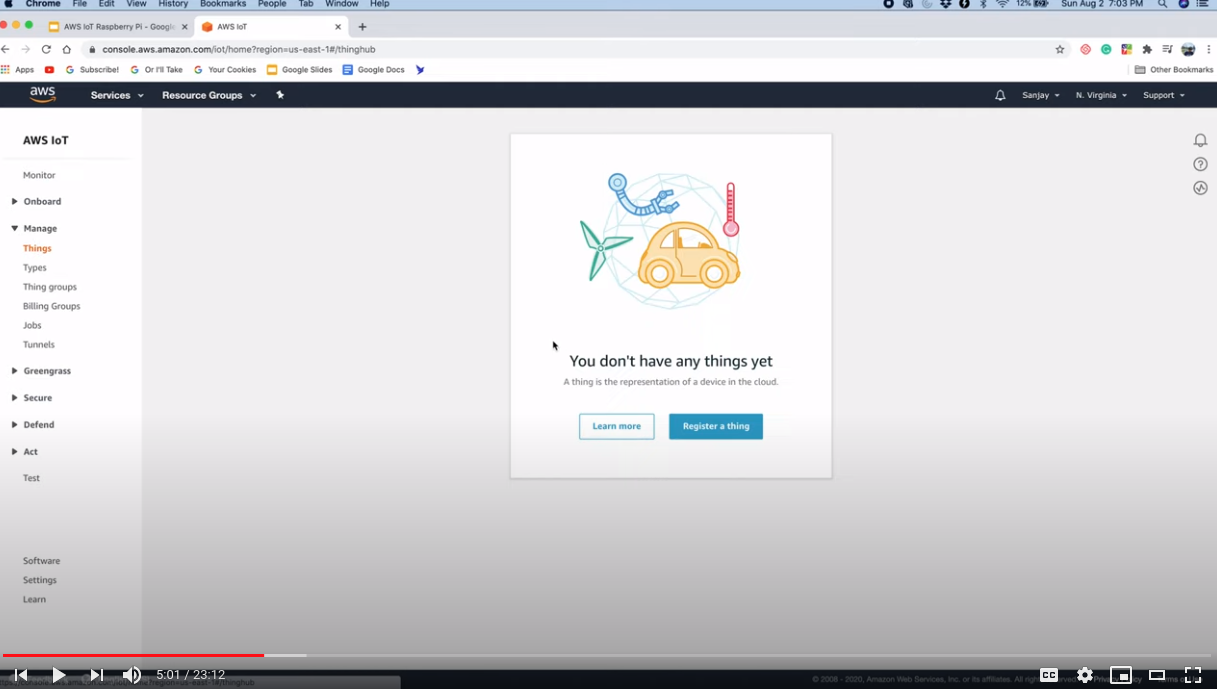 Chrome File Edit View History Bookmarks People Tab Window Help 12% Sun Aug 2 7:03 PM
AWS IoT Raspberry Pi - Google
AWS IoT
console.aws.amazon.com/iot/home?region=us-east-1#/thinghub
Apps Subscribe! Or I'll Take Your Cookies Google Slides Google Docs Other Bookmarks
aws Services Resource Groups Sanjay N. Virginia Support
AWS IoT
Monitor
Onboard
Manage
Things
Types
Thing groups
Billing Groups
Jobs
Tunnels
Greengrass
Secure
Defend
Act
Test
Software
Settings
Learn
You don't have any things yet
A thing is the representation of a device in the cloud.
Learn more Register a thing
5:01 / 23:12 CC
© 2008 - 2020, Amazon Web Services, Inc. or its affiliates. All